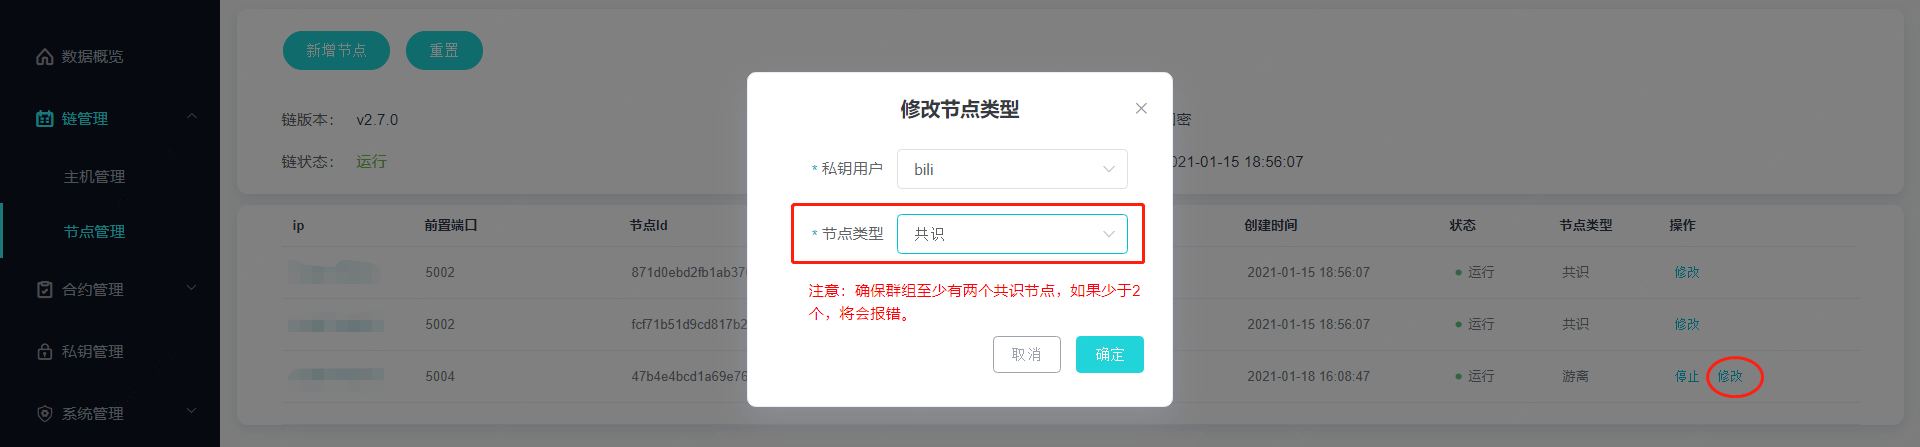 数据概览
链管理
主机管理
节点管理
合约管理
私钥管理
系统管理
新增节点 重置
链版本： v2.7.0
链状态： 运行
密
021-01-15 18:56:07
修改节点类型
* 私钥用户 bili
* 节点类型 共识
注意：确保群组至少有两个共识节点，如果少于2
个，将会报错。
取消 确定
ip 前置端口 节点Id 创建时间 状态 节点类型 操作
5002 871d0ebd2fb1ab37 2021-01-15 18:56:07 运行 共识 修改
5002 fcf71b51d9cd817b2 2021-01-15 18:56:07 运行 共识 修改
5004 47b4e4bcd1a69e76 2021-01-18 16:08:47 运行 游离 停止 修改